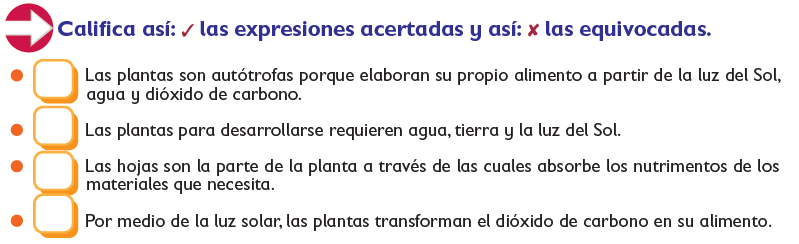 Califica así: ✓ las expresiones acertadas y así: ✘ las equivocadas.
Las plantas son autótrofas porque elaboran su propio alimento a partir de la luz del Sol,
agua y dióxido de carbono.
Las plantas para desarrollarse requieren agua, tierra y la luz del Sol.
Las hojas son la parte de la planta a través de las cuales absorbe los nutrimentos de los
materiales que necesita.
Por medio de la luz solar, las plantas transforman el dióxido de carbono en su alimento.